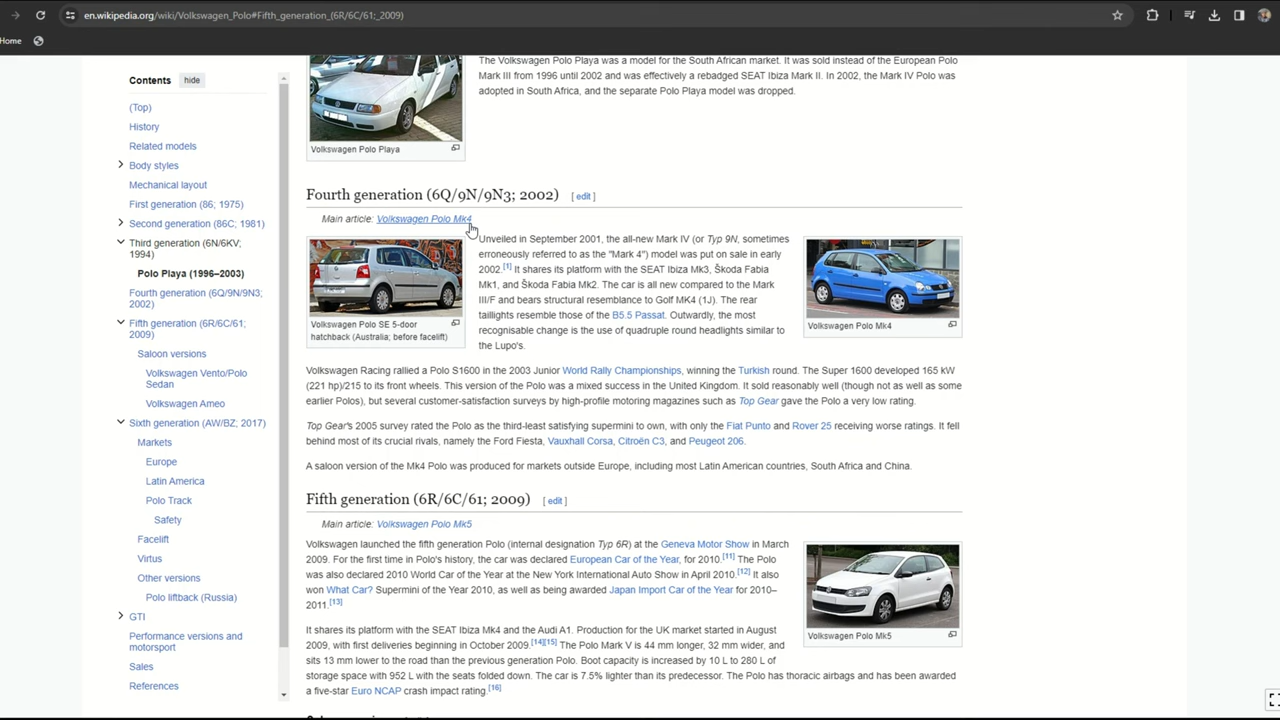 en.wikipedia.org/wiki/Volkswagen_Polo#Fifth_generation_(6R/6C/61;_2009)
Home
Contents hide
(Top)
History
Related models
Body styles
Mechanical layout
First generation (86; 1975)
Second generation (86C; 1981)
Third generation (6N/6KV;
1994)
Polo Playa (1996–2003)
Fourth generation (6Q/9N/9N3;
2002)
Fifth generation (6R/6C/61;
2009)
Saloon versions
Volkswagen Vento/Polo
Sedan
Volkswagen Ameo
Sixth generation (AW/BZ; 2017)
Markets
Europe
Latin America
Polo Track
Safety
Facelift
Virtus
Other versions
Polo liftback (Russia)
GTI
Performance versions and
motorsport
Sales
References
The Volkswagen Polo Playa was a model for the South African market. It was sold instead of the European Polo
Mark III from 1996 until 2002 and was effectively a rebadged SEAT Ibiza Mark II. In 2002, the Mark IV Polo was
adopted in South Africa, and the separate Polo Playa model was dropped.
Volkswagen Polo Playa
Fourth generation (6Q/9N/9N3; 2002) [ edit ]
Main article: Volkswagen Polo Mk4
Volkswagen Polo SE 5-door
hatchback (Australia; before facelift)
Unveiled in September 2001, the all-new Mark IV (or Typ 9N, sometimes
erroneously referred to as the "Mark 4") model was put on sale in early
2002.[1] It shares its platform with the SEAT Ibiza Mk3, Škoda Fabia
Mk1, and Škoda Fabia Mk2. The car is all new compared to the Mark
III/F and bears structural resemblance to Golf MK4 (1J). The rear
taillights resemble those of the B5.5 Passat. Outwardly, the most
recognisable change is the use of quadruple round headlights similar to
the Lupo's.
Volkswagen Polo Mk4
Volkswagen Racing rallied a Polo S1600 in the 2003 Junior World Rally Championships, winning the Turkish round. The Super 1600 developed 165 kW
(221 hp)/215 to its front wheels. This version of the Polo was a mixed success in the United Kingdom. It sold reasonably well (though not as well as some
earlier Polos), but several customer-satisfaction surveys by high-profile motoring magazines such as Top Gear gave the Polo a very low rating.
Top Gear's 2005 survey rated the Polo as the third-least satisfying supermini to own, with only the Fiat Punto and Rover 25 receiving worse ratings. It fell
behind most of its crucial rivals, namely the Ford Fiesta, Vauxhall Corsa, Citroën C3, and Peugeot 206.
A saloon version of the Mk4 Polo was produced for markets outside Europe, including most Latin American countries, South Africa and China.
Fifth generation (6R/6C/61; 2009) [ edit ]
Main article: Volkswagen Polo Mk5
Volkswagen launched the fifth generation Polo (internal designation Typ 6R) at the Geneva Motor Show in March
2009. For the first time in Polo's history, the car was declared European Car of the Year, for 2010.[11] The Polo
was also declared 2010 World Car of the Year at the New York International Auto Show in April 2010.[12] It also
won What Car? Supermini of the Year 2010, as well as being awarded Japan Import Car of the Year for 2010–
2011.[13]
Volkswagen Polo Mk5
It shares its platform with the SEAT Ibiza Mk4 and the Audi A1. Production for the UK market started in August
2009, with first deliveries beginning in October 2009.[14][15] The Polo Mark V is 44 mm longer, 32 mm wider, and
sits 13 mm lower to the road than the previous generation Polo. Boot capacity is increased by 10 L to 280 L of
storage space with 952 L with the seats folded down. The car is 7.5% lighter than its predecessor. The Polo has thoracic airbags and has been awarded
a five-star Euro NCAP crash impact rating.[16]